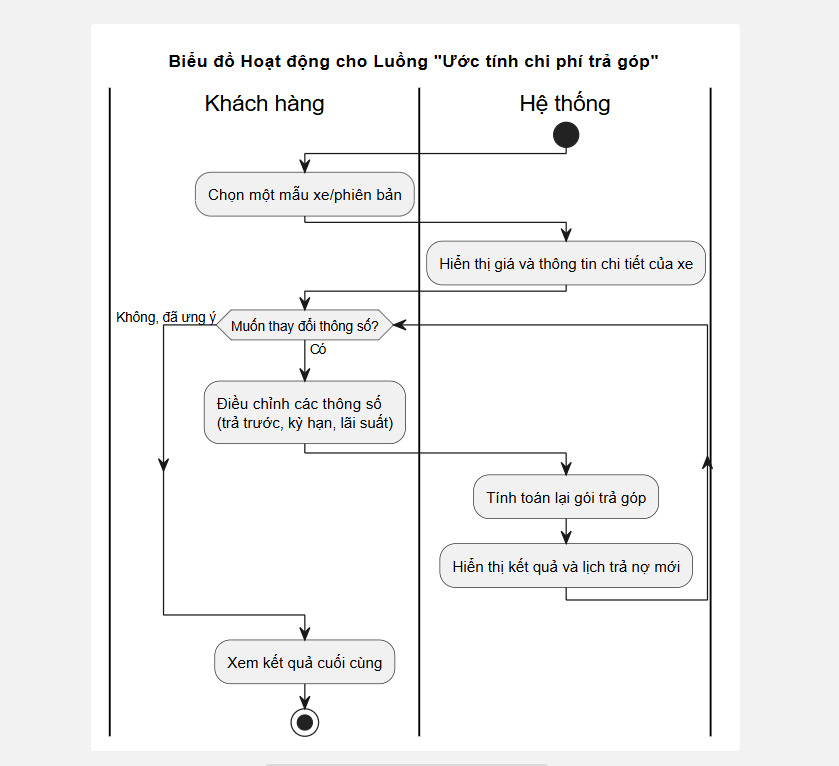 Biểu đồ Hoạt động cho Luồng "Ước tính chi phí trả góp"
Khách hàng
Hệ thống
Chọn một mẫu xe/phiên bản
Hiển thị giá và thông tin chi tiết của xe
Không, đã ưng ý
Muốn thay đổi thông số?
Có
Điều chỉnh các thông số
(trả trước, kỳ hạn, lãi suất)
Tính toán lại gói trả góp
Hiển thị kết quả và lịch trả nợ mới
Xem kết quả cuối cùng